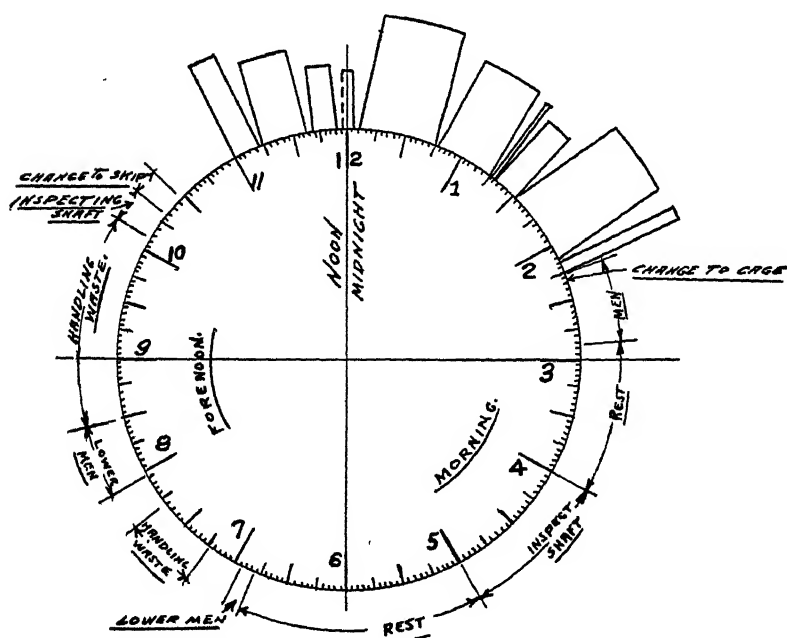 12
NOON
MIDNIGHT
1
2
3
4
5
6
7
8
9
10
11
CHANGE TO SKIP
INSPECTING
SHAFT
HANDLING
WASTE.
LOWER
MEN
HANDLING
WASTE
LOWER MEN
REST
INSPECT
SHAFT
REST
MEN
CHANGE TO CAGE
FORENOON.
MORNING.